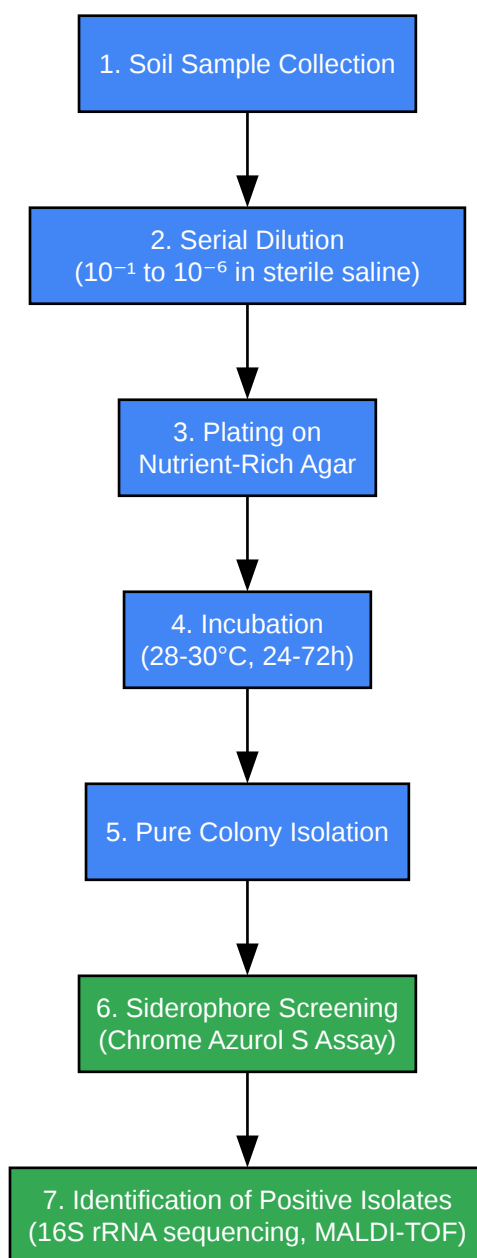 1. Soil Sample Collection
2. Serial Dilution
(10⁻¹ to 10⁻⁶ in sterile saline)
3. Plating on
Nutrient-Rich Agar
4. Incubation
(28-30°C, 24-72h)
5. Pure Colony Isolation
6. Siderophore Screening
(Chrome Azurol S Assay)
7. Identification of Positive Isolates
(16S rRNA sequencing, MALDI-TOF)